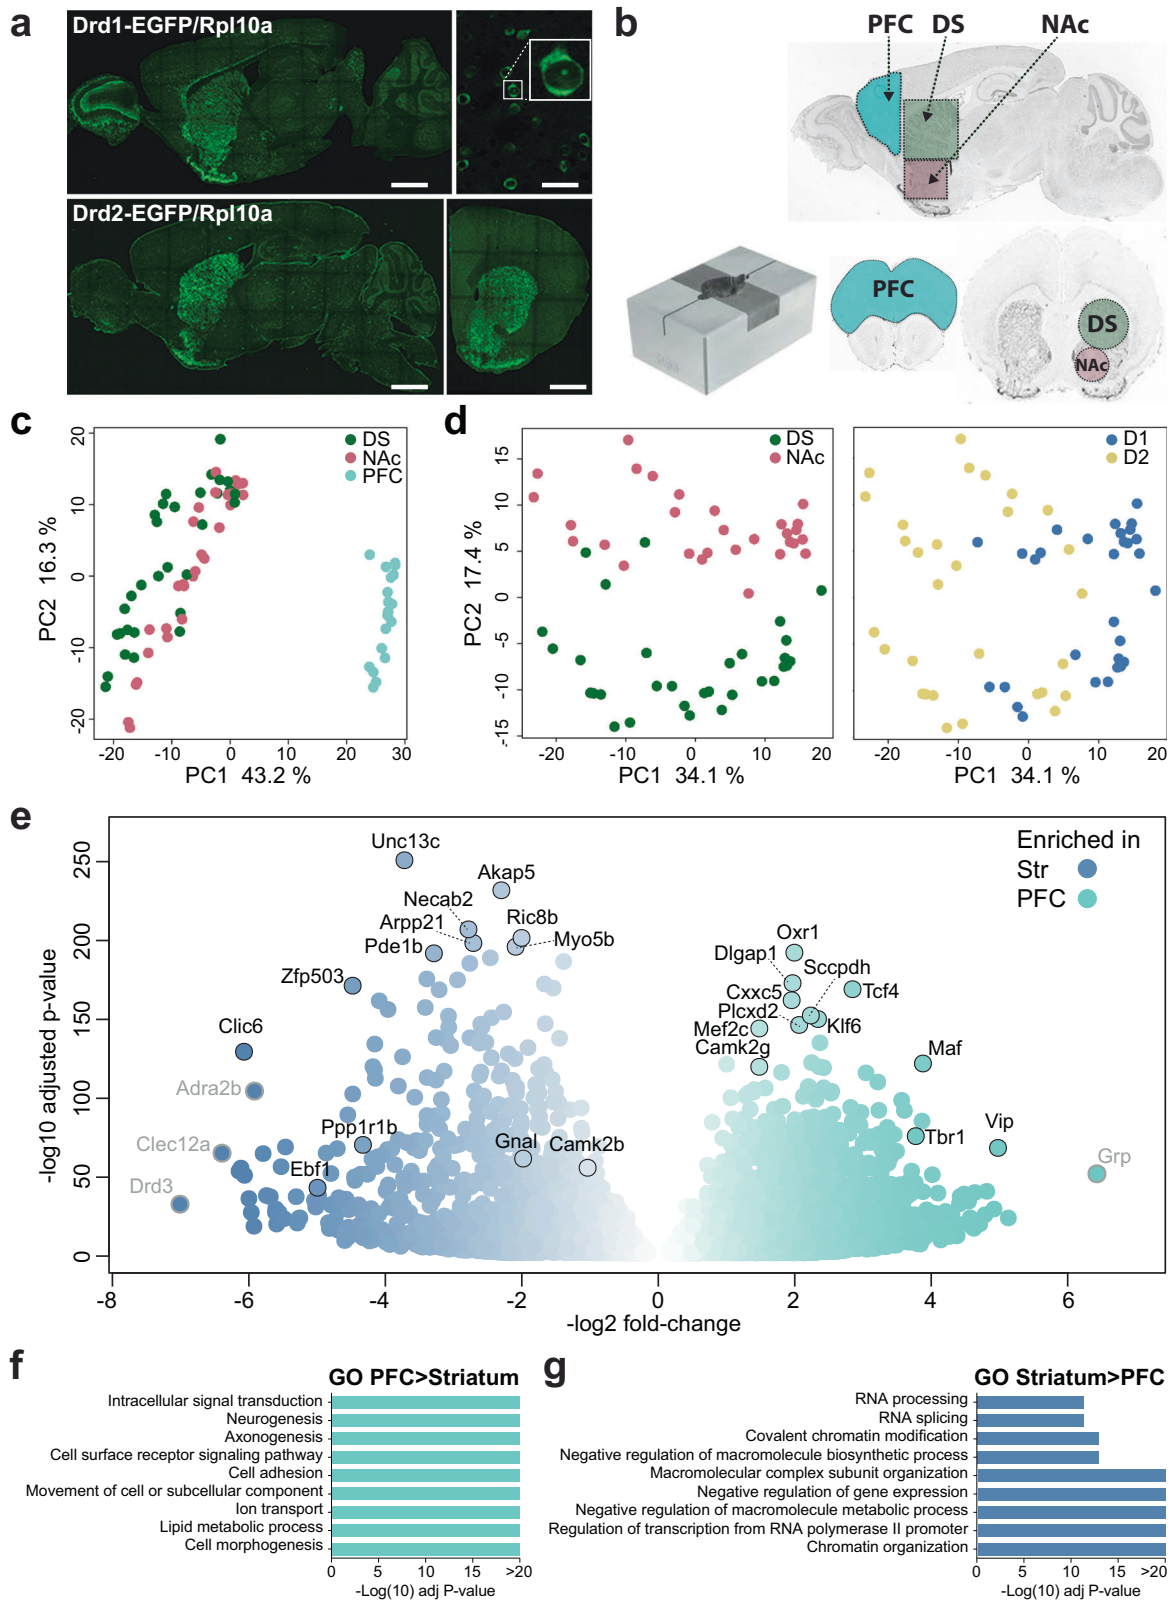 a
Drd1-EGFP/Rpl10a
Drd2-EGFP/Rpl10a
b
PFC DS NAc
PFC
DS
NAc
c
DS
NAc
PFC
20
10
0
-10
-20
PC2 16.3 %
-20 -10 0 10 20 30
PC1 43.2 %
d
DS
NAc
15
10
5
0
-5
-10
-15
PC2 17.4 %
-20 -10 0 10 20
PC1 34.1 %
D1
D2
-20 -10 0 10 20
PC1 34.1 %
e
Enriched in
Str
PFC
Unc13c
Akap5
Necab2
Arpp21
Ric8b
Pde1b
Myo5b
Zfp503
Clic6
Adra2b
Clec12a
Drd3
Ppp1r1b
Ebf1
Gnal
Camk2b
Oxr1
Dlgap1
Sccpdh
Cxxc5
Tcf4
Plcxd2
Mef2c
Klf6
Camk2g
Maf
Tbr1
Vip
Grp
250
200
150
100
50
0
-log10 adjusted p-value
-8 -6 -4 -2 0 2 4 6
-log2 fold-change
f
GO PFC>Striatum
Intracellular signal transduction
Neurogenesis
Axonogenesis
Cell surface receptor signaling pathway
Cell adhesion
Movement of cell or subcellular component
Ion transport
Lipid metabolic process
Cell morphogenesis
0 5 10 15 >20
-Log(10) adj P-value
g
GO Striatum>PFC
RNA processing
RNA splicing
Covalent chromatin modification
Negative regulation of macromolecule biosynthetic process
Macromolecular complex subunit organization
Negative regulation of gene expression
Negative regulation of macromolecule metabolic process
Regulation of transcription from RNA polymerase II promoter
Chromatin organization
0 5 10 15 >20
-Log(10) adj P-value